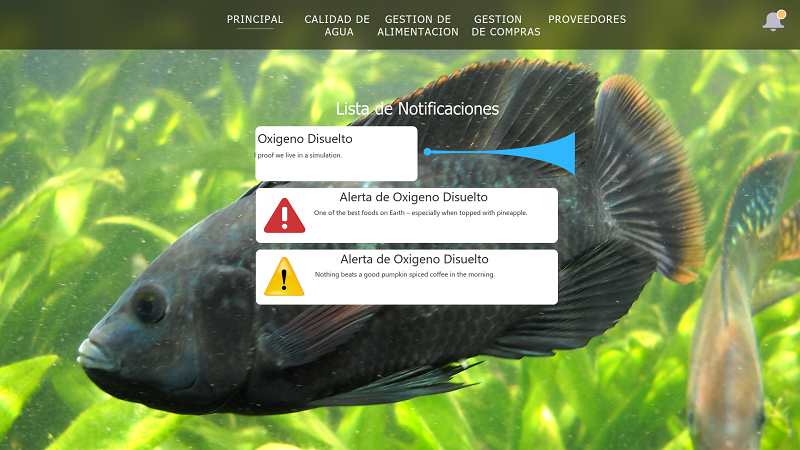 PRINCIPAL
CALIDAD DE
AGUA
GESTION DE
ALIMENTACION
GESTION
DE COMPRAS
PROVEEDORES
Lista de Notificaciones
Oxigeno Disuelto
proof we live in a simulation.
Alerta de Oxigeno Disuelto
One of the best foods on Earth – especially when topped with pineapple.
Alerta de Oxigeno Disuelto
Nothing beats a good pumpkin spiced coffee in the morning.